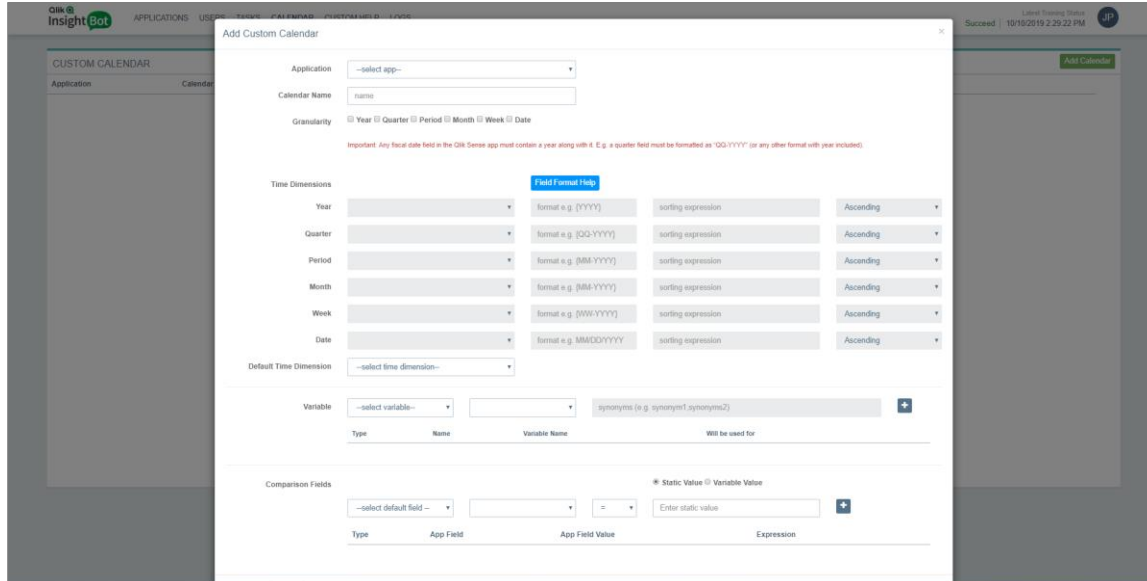 Qlik Q
Insight Bot
APPLICATIONS USERS TASKS CALENDAR CUSTOM HELP LOGS
Latest Training Status
Succeed | 10/10/2019 2:29:22 PM
JP
CUSTOM CALENDAR
Add Calendar
Application Calendar
Add Custom Calendar ×
Application --select app--
Calendar Name name
Granularity Year Quarter Period Month Week Date
Important: Any fiscal date field in the Qlik Sense app must contain a year along with it. E.g. a quarter field must be formatted as "QQ-YYYY" (or any other format with year included).
Time Dimensions Field Format Help
Year format e.g. [YYYY] sorting expression Ascending
Quarter format e.g. [QQ-YYYY] sorting expression Ascending
Period format e.g. [MM-YYYY] sorting expression Ascending
Month format e.g. [MM-YYYY] sorting expression Ascending
Week format e.g. [WW-YYYY] sorting expression Ascending
Date format e.g. MM/DD/YYYY sorting expression Ascending
Default Time Dimension --select time dimension--
Variable --select variable-- synonyms (e.g. synonym1,synonyms2) +
Type Name Variable Name Will be used for
Comparison Fields Static Value Variable Value
--select default field -- = Enter static value +
Type App Field App Field Value Expression